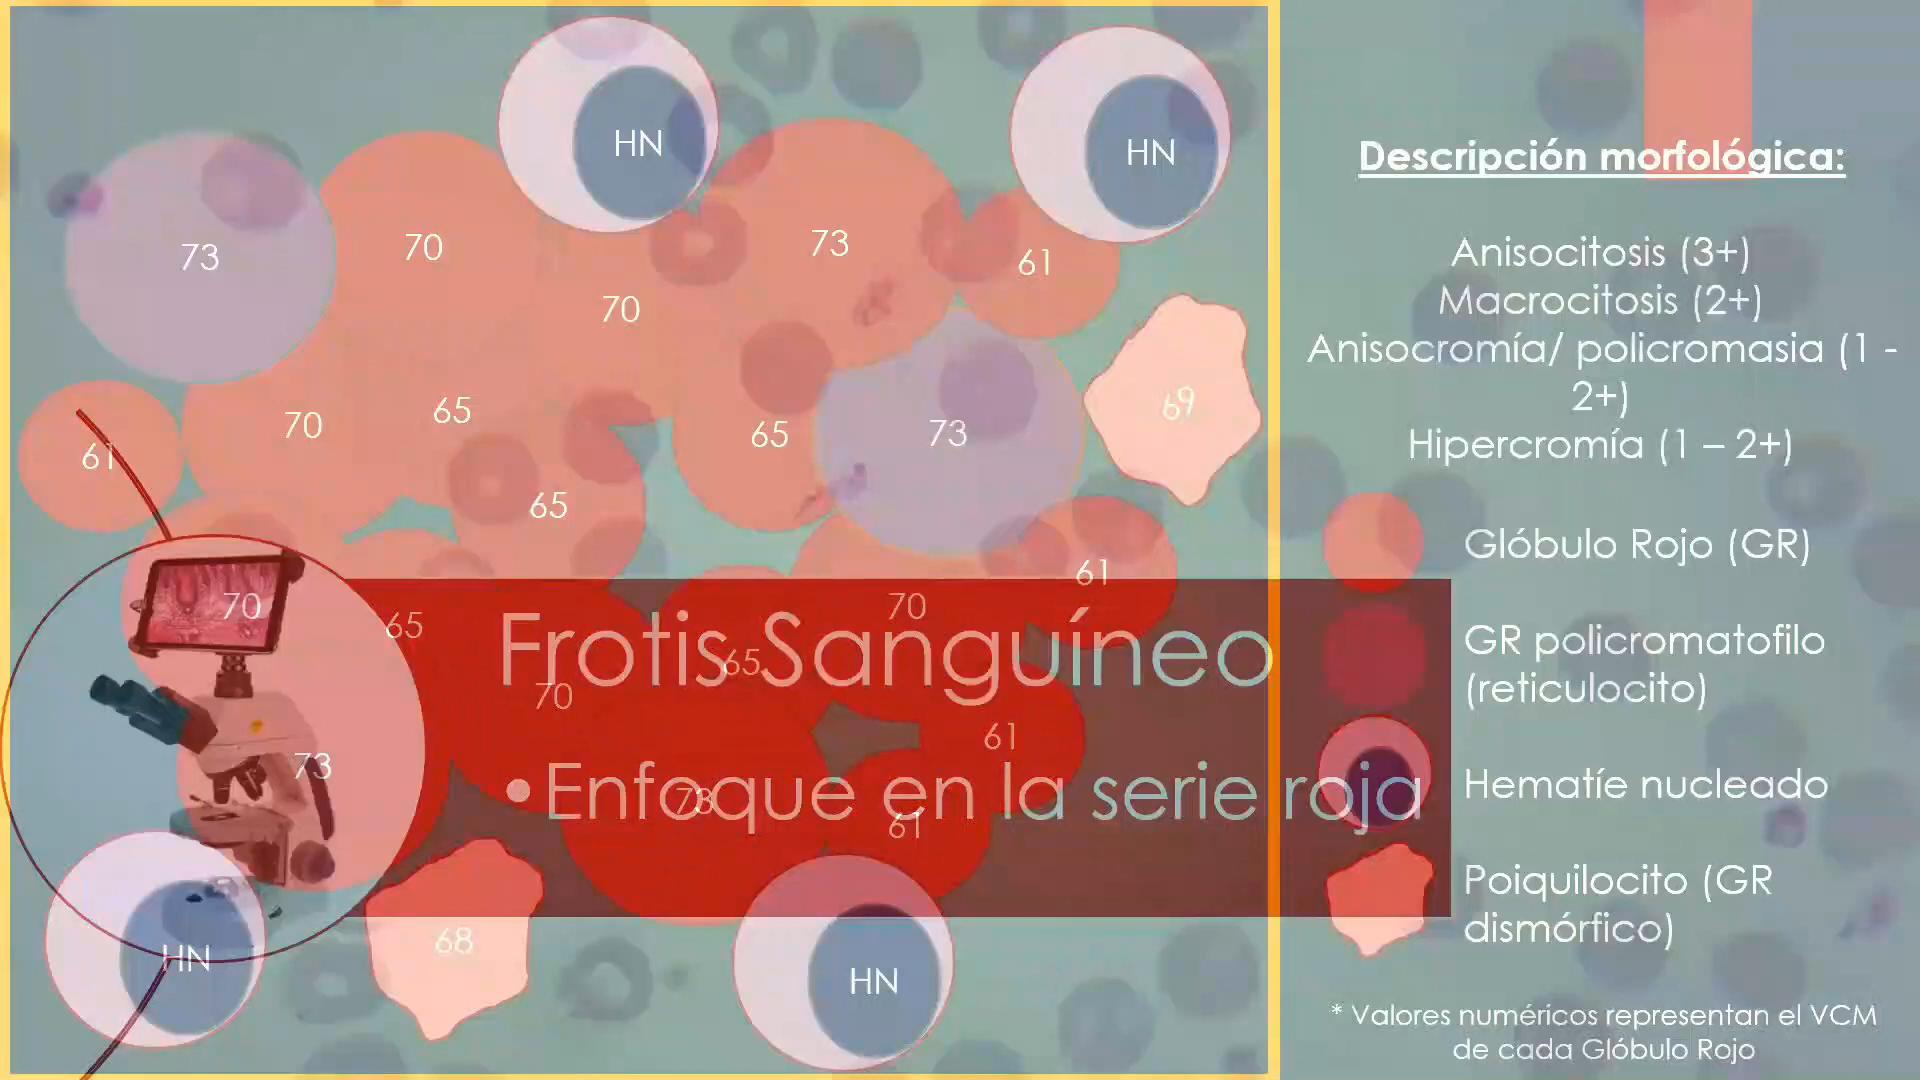 HN
HN
73
70
73
61
70
69
70
65
65
73
61
65
61
70
65
70
65
70
61
73
73
61
HN
68
HN
Frotis Sanguíneo
•Enfoque en la serie roja
Descripción morfológica:
Anisocitosis (3+)
Macrocitosis (2+)
Anisocromía/ policromasia (1 -
2+)
Hipercromía (1 – 2+)
Glóbulo Rojo (GR)
GR policromatofilo
(reticulocito)
Hematíe nucleado
Poiquilocito (GR
dismórfico)
* Valores numéricos representan el VCM
de cada Glóbulo Rojo